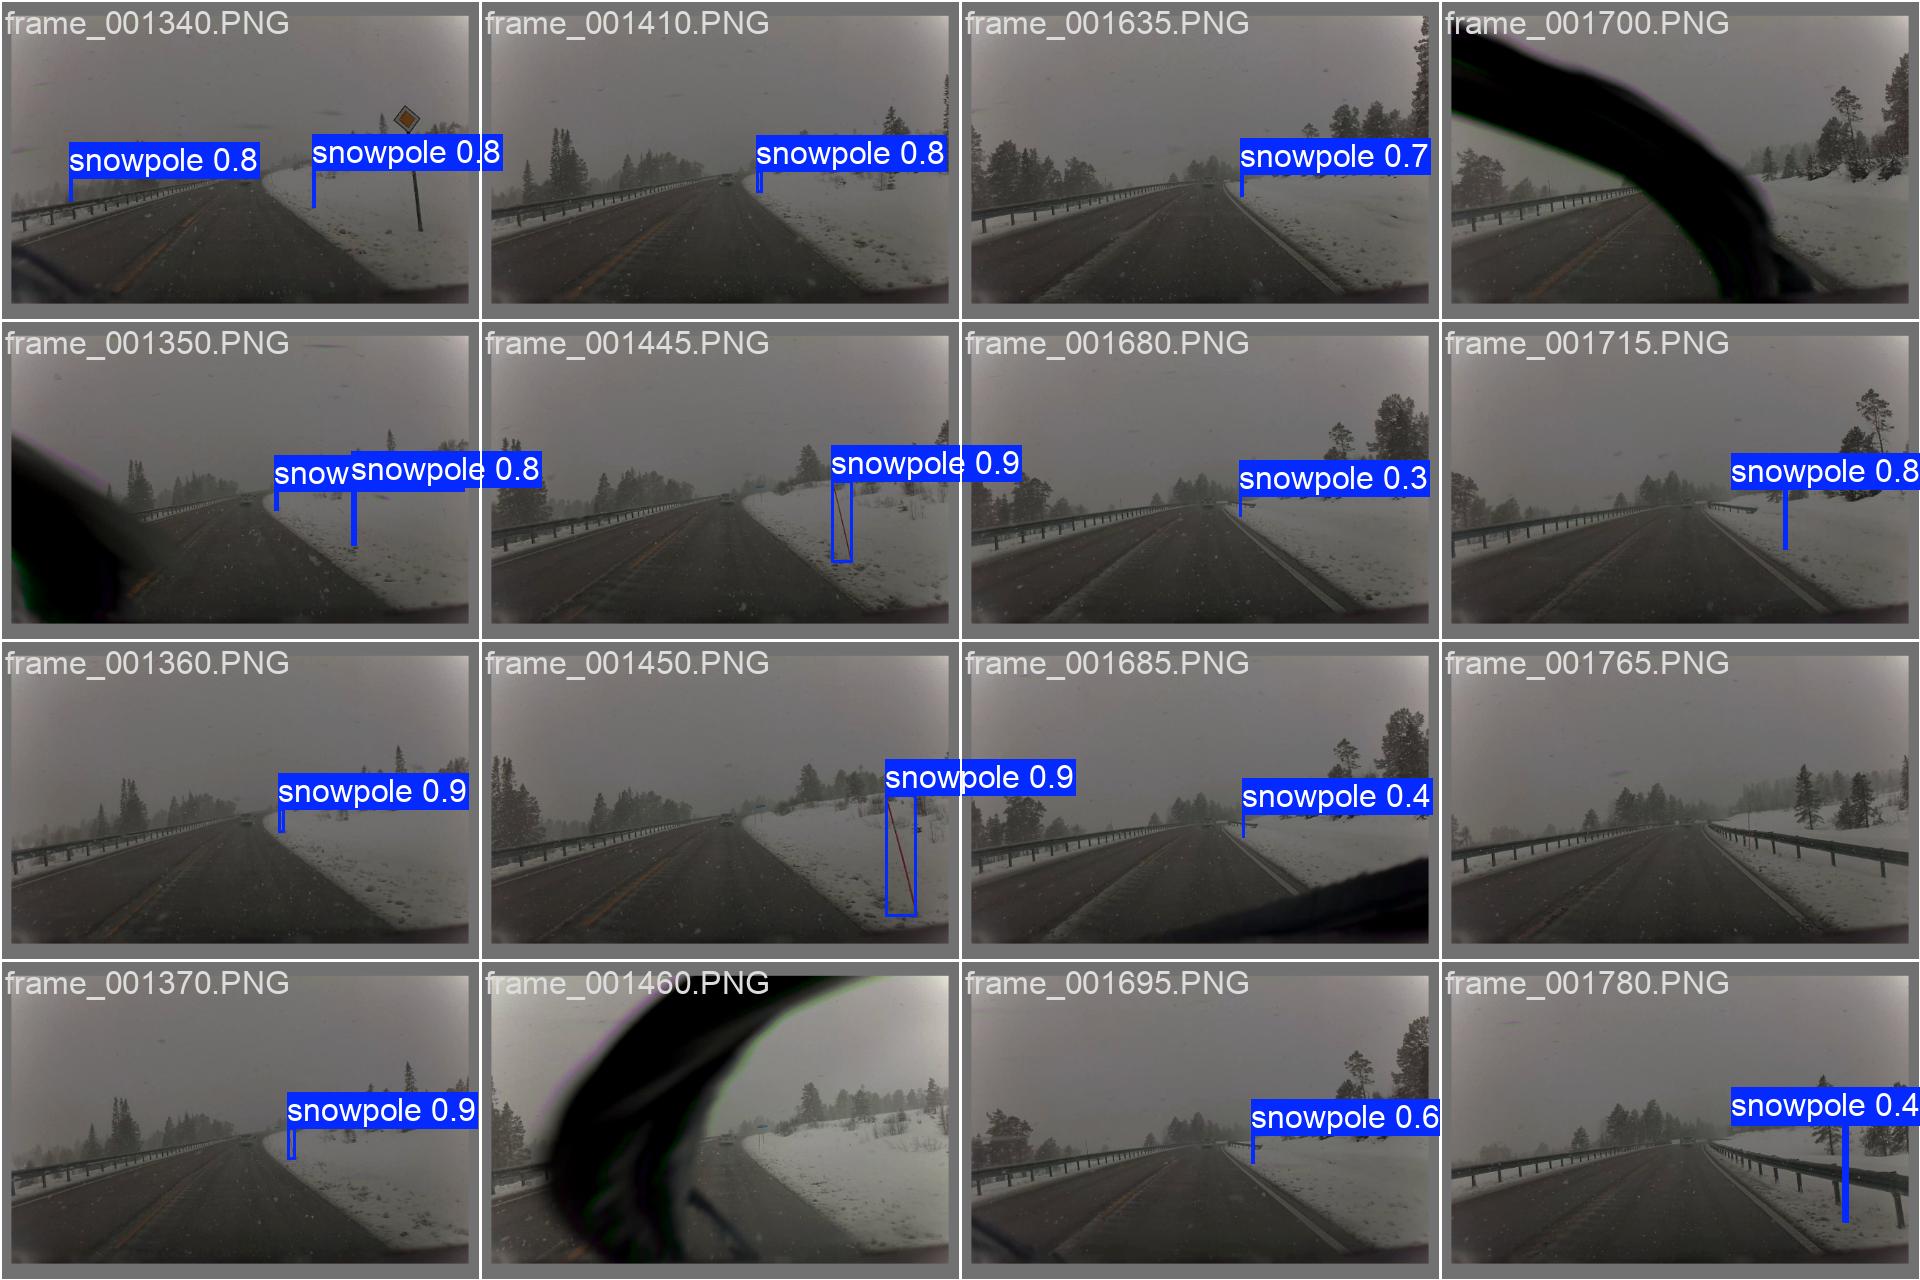 frame_001340.PNG
snowpole 0.8
snowpole 0.8
frame_001410.PNG
snowpole 0.8
frame_001635.PNG
snowpole 0.7
frame_001700.PNG
frame_001350.PNG
snow
snowpole 0.8
frame_001445.PNG
snowpole 0.9
frame_001680.PNG
snowpole 0.3
frame_001715.PNG
snowpole 0.8
frame_001360.PNG
snowpole 0.9
frame_001450.PNG
snowpole 0.9
frame_001685.PNG
snowpole 0.4
frame_001765.PNG
frame_001370.PNG
snowpole 0.9
frame_001460.PNG
frame_001695.PNG
snowpole 0.6
frame_001780.PNG
snowpole 0.4